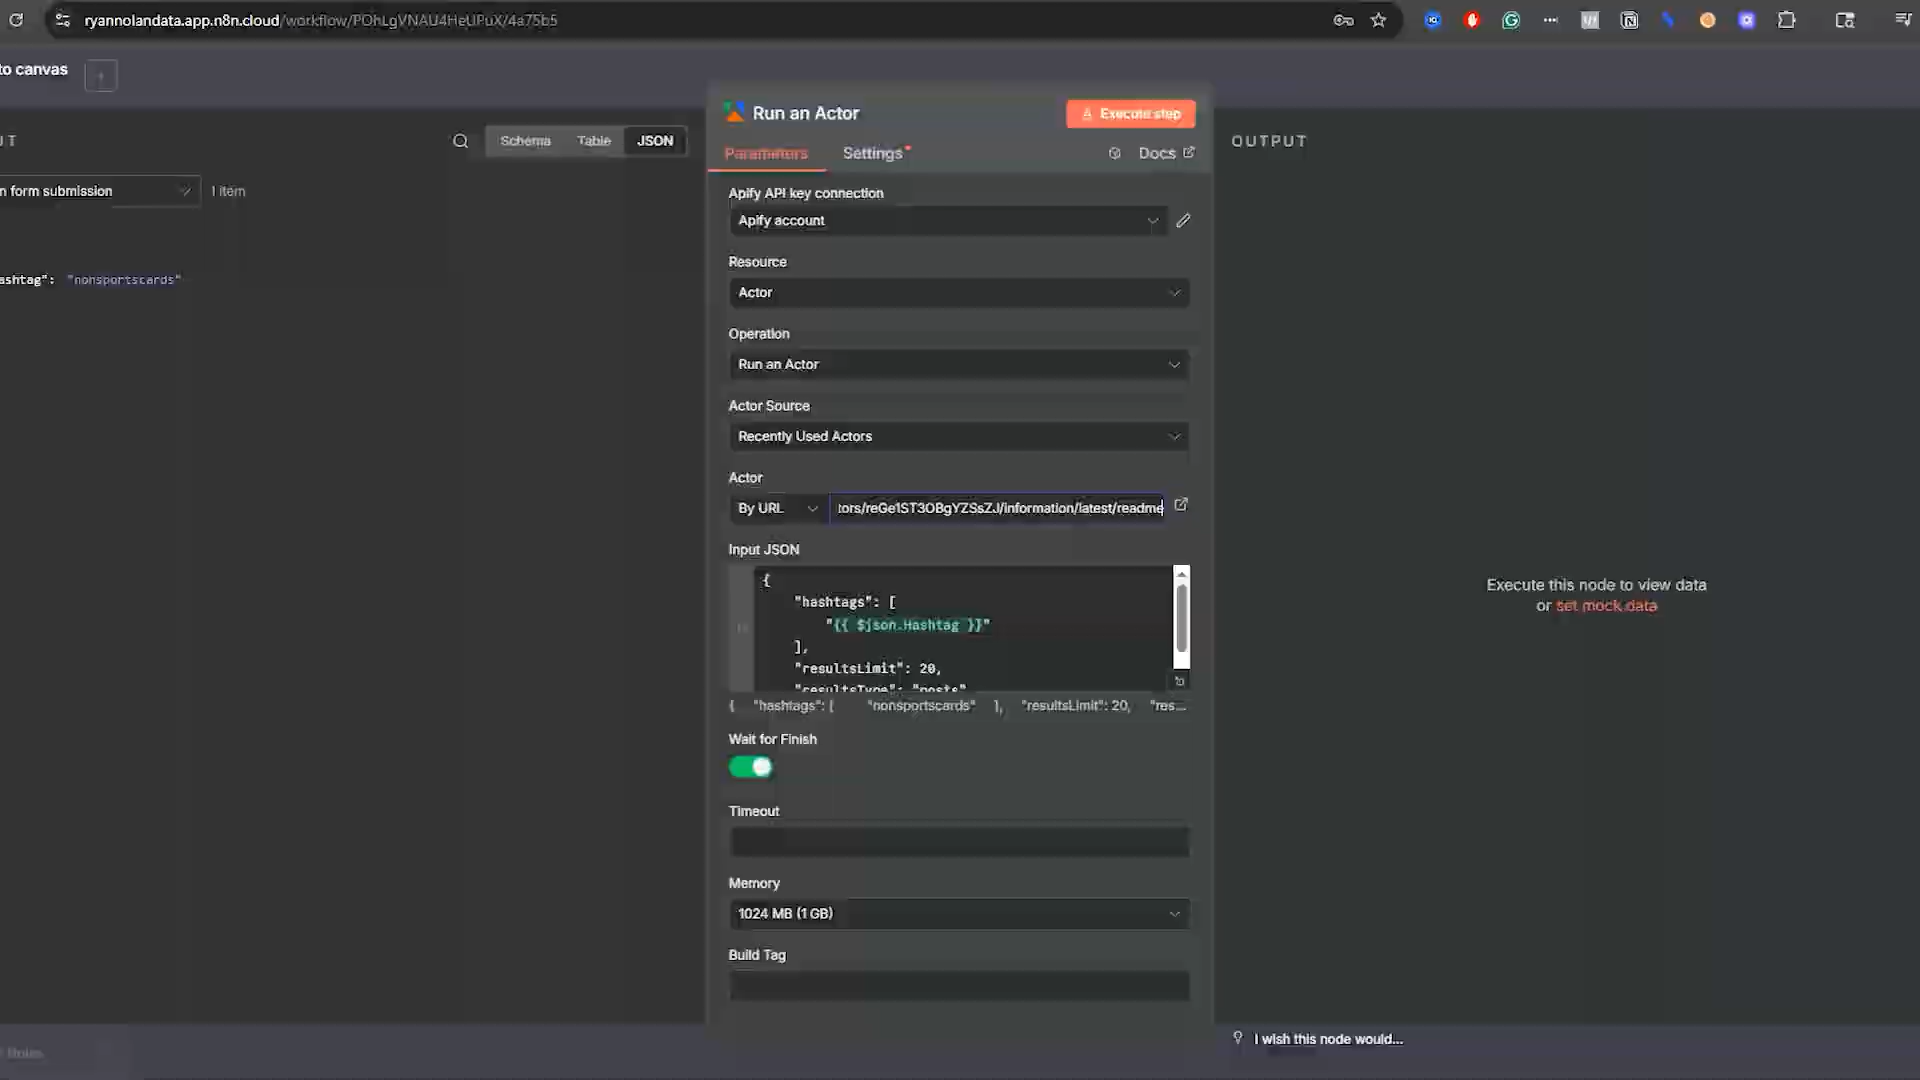 ryannolandata.app.n8n.cloud/workflow/POhLgVNAU4HeUPuX/4a75b5
to canvas
Run an Actor
Execute step
UT
Schema Table JSON
OUTPUT
Parameters Settings Docs
n form submission 1 item
Apify API key connection
Apify account
Resource
Actor
ashtag": "nonsportscards"
Operation
Run an Actor
Actor Source
Recently Used Actors
Actor
By URL tors/reGe1ST3OBgYZSsZJ/information/latest/readme
Input JSON
{
"hashtags": [
"{{ $json.Hashtag }}"
],
"resultsLimit": 20,
"resultsType": "posts"
{ "hashtags": [ "nonsportscards" ], "resultsLimit": 20, "res...
Execute this node to view data
or set mock data
Wait for Finish
Timeout
Memory
1024 MB (1 GB)
Build Tag
I wish this node would...